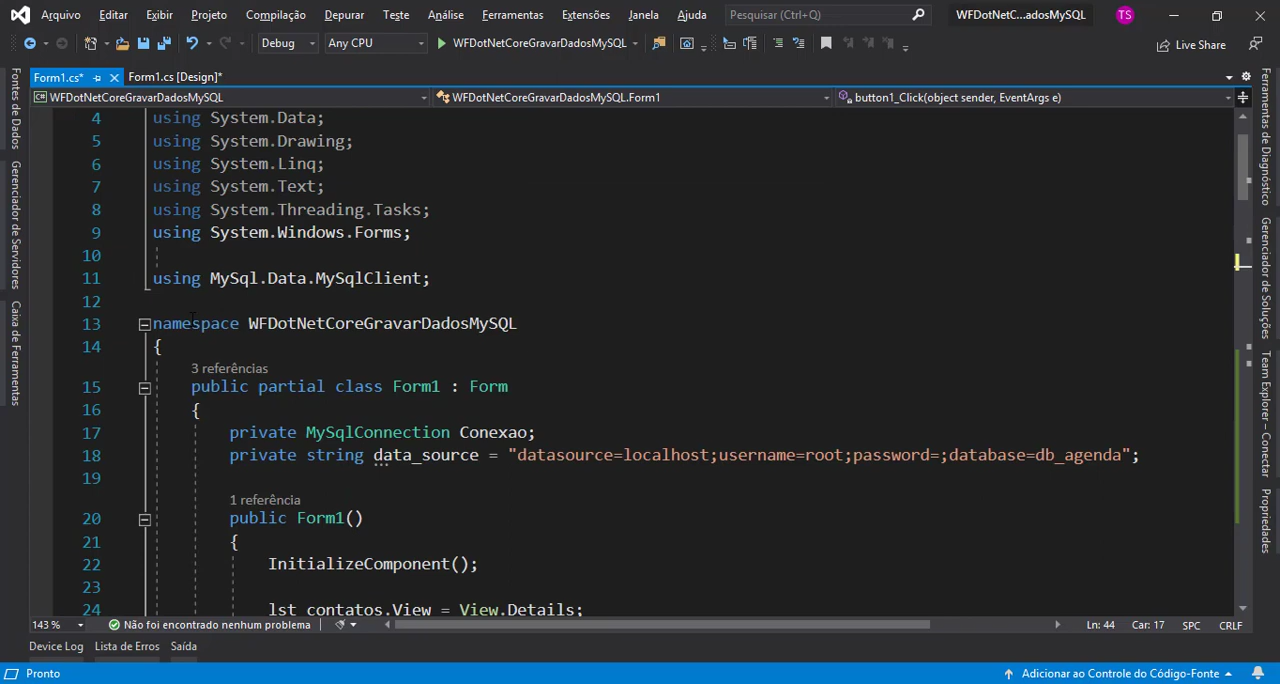 Arquivo Editar Exibir Projeto Compilação Depurar Teste Análise Ferramentas Extensões Janela Ajuda Pesquisar (Ctrl+Q) WFDotNetC...adosMySQL TS
Debug Any CPU WFDotNetCoreGravarDadosMySQL Live Share
Form1.cs* Form1.cs [Design]*
WFDotNetCoreGravarDadosMySQL WFDotNetCoreGravarDadosMySQL.Form1 button1_Click(object sender, EventArgs e)
Fontes de Dados
Gerenciador de Servidores
Caixa de Ferramentas
4 using System.Data;
5 using System.Drawing;
6 using System.Linq;
7 using System.Text;
8 using System.Threading.Tasks;
9 using System.Windows.Forms;
10
11 using MySql.Data.MySqlClient;
12
13 namespace WFDotNetCoreGravarDadosMySQL
14 {
3 referências
15 public partial class Form1 : Form
16 {
17 private MySqlConnection Conexao;
18 private string data_source = "datasource=localhost;username=root;password=;database=db_agenda";
19
1 referência
20 public Form1()
21 {
22 InitializeComponent();
23
24 lst_contatos.View = View.Details;
Ferramentas de Diagnóstico
Gerenciador de Soluções
Team Explorer – Conectar
Propriedades
143 % Não foi encontrado nenhum problema Ln: 44 Car: 17 SPC CRLF
Device Log Lista de Erros Saída
Pronto Adicionar ao Controle do Código-Fonte